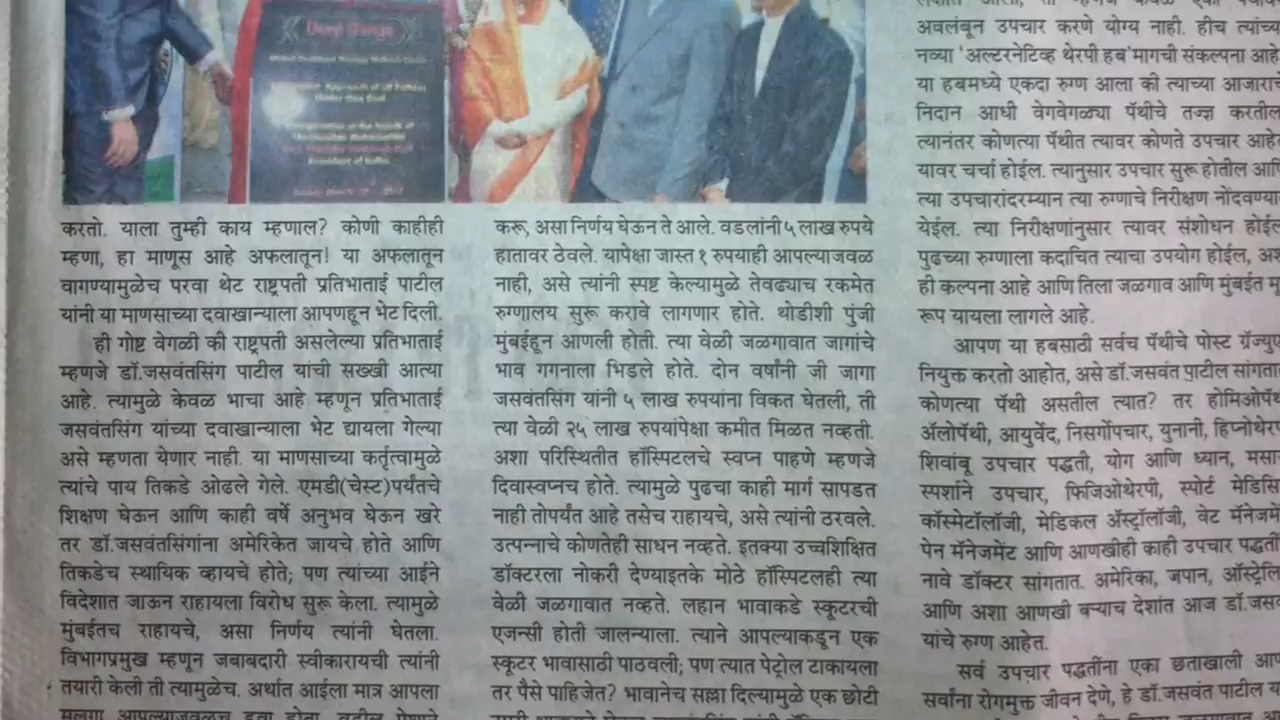 President of India
करतो. याला तुम्ही काय म्हणाल? कोणी काहीही
म्हणा, हा माणूस आहे अफलातून! या अफलातून
वागण्यामुळेच परवा थेट राष्ट्रपती प्रतिभाताई पाटील
यांनी या माणसाच्या दवाखान्याला आपणहून भेट दिली.
ही गोष्ट वेगळी की राष्ट्रपती असलेल्या प्रतिभाताई
म्हणजे डॉ.जसवंतसिंग पाटील यांची सख्खी आत्या
आहे. त्यामुळे केवळ भाचा आहे म्हणून प्रतिभाताई
जसवंतसिंग यांच्या दवाखान्याला भेट द्यायला गेल्या
असे म्हणता येणार नाही. या माणसाच्या कर्तृत्वामुळे
त्यांचे पाय तिकडे ओढले गेले. एमडी(चेस्ट)पर्यंतचे
शिक्षण घेऊन आणि काही वर्षे अनुभव घेऊन खरे
तर डॉ.जसवंतसिंगांना अमेरिकेत जायचे होते आणि
तिकडेच स्थायिक व्हायचे होते; पण त्यांच्या आईने
विदेशात जाऊन राहायला विरोध सुरू केला. त्यामुळे
मुंबईतच राहायचे, असा निर्णय त्यांनी घेतला.
विभागप्रमुख म्हणून जबाबदारी स्वीकारायची त्यांनी
तयारी केली ती त्यामुळेच. अर्थात आईला मात्र आपला
मुलगा आपल्याजवळच हवा होता.
करू, असा निर्णय घेऊन ते आले. वडलांनी ५ लाख रुपये
हातावर ठेवले. यापेक्षा जास्त १ रुपयाही आपल्याजवळ
नाही, असे त्यांनी स्पष्ट केल्यामुळे तेवढ्याच रकमेत
रुग्णालय सुरू करावे लागणार होते. थोडीशी पुंजी
मुंबईहून आणली होती. त्या वेळी जळगावात जागांचे
भाव गगनाला भिडले होते. दोन वर्षांनी जी जागा
जसवंतसिंग यांनी ५ लाख रुपयांना विकत घेतली, ती
त्या वेळी २५ लाख रुपयांपेक्षा कमीत मिळत नव्हती.
अशा परिस्थितीत हॉस्पिटलचे स्वप्न पाहणे म्हणजे
दिवास्वप्नच होते. त्यामुळे पुढचा काही मार्ग सापडत
नाही तोपर्यंत आहे तसेच राहायचे, असे त्यांनी ठरवले.
उत्पन्नाचे कोणतेही साधन नव्हते. इतक्या उच्चशिक्षित
डॉक्टरला नोकरी देण्याइतके मोठे हॉस्पिटलही त्या
वेळी जळगावात नव्हते. लहान भावाकडे स्कूटरची
एजन्सी होती जालन्याला. त्याने आपल्याकडून एक
स्कूटर भावासाठी पाठवली; पण त्यात पेट्रोल टाकायला
तर पैसे पाहिजेत? भावानेच सल्ला दिल्यामुळे एक छोटी
अवलंबून उपचार करणे योग्य नाही. हीच त्यांच्य
नव्या 'अल्टरनेटिव्ह थेरपी हब'मागची संकल्पना आहे
या हबमध्ये एकदा रुग्ण आला की त्याच्या आजाराचे
निदान आधी वेगवेगळ्या पॅथीचे तज्ज्ञ करतील
त्यानंतर कोणत्या पॅथीत त्यावर कोणते उपचार आहे
यावर चर्चा होईल. त्यानुसार उपचार सुरू होतील आि
त्या उपचारांदरम्यान त्या रुग्णाचे निरीक्षण नोंदवण्या
येईल. त्या निरीक्षणांनुसार त्यावर संशोधन होईल
पुढच्या रुग्णाला कदाचित त्याचा उपयोग होईल, अश
ही कल्पना आहे आणि तिला जळगाव आणि मुंबईत मू
रूप यायला लागले आहे.
आपण या हबसाठी सर्वच पॅथीचे पोस्ट ग्रॅज्युए
नियुक्त करतो आहोत, असे डॉ.जसवंत पाटील सांगता
कोणत्या पॅथी असतील त्यात? तर होमिओपॅथ
ॲलोपॅथी, आयुर्वेद, निसर्गोपचार, युनानी, हिप्नोथेरप
शिवांबू उपचार पद्धती, योग आणि ध्यान, मसा
स्पर्शाने उपचार, फिजिओथेरपी, स्पोर्ट मेडिसि
कॉस्मेटॉलॉजी, मेडिकल ॲस्ट्रॉलॉजी, वेट मॅनेजमें
पेन मॅनेजमेंट आणि आणखीही काही उपचार पद्धतीं
नावे डॉक्टर सांगतात. अमेरिका, जपान, ऑस्ट्रेलि
आणि अशा आणखी बऱ्याच देशांत आज डॉ.जसव
यांचे रुग्ण आहेत.
सर्व उपचार पद्धतींना एका छताखाली आण
सर्वांना रोगमुक्त जीवन देणे, हे डॉ.जसवंत पाटील य